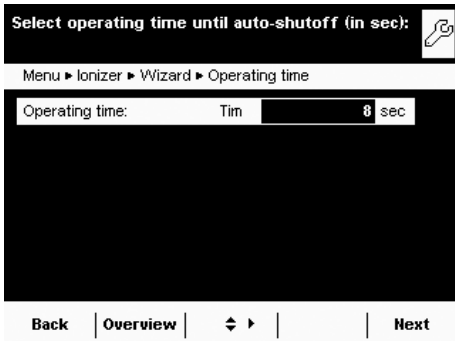 Select operating time until auto-shutoff (in sec):
Menu ▸ Ionizer ▸ Wizard ▸ Operating time
Operating time: Tim 8 sec
Back Overview Next